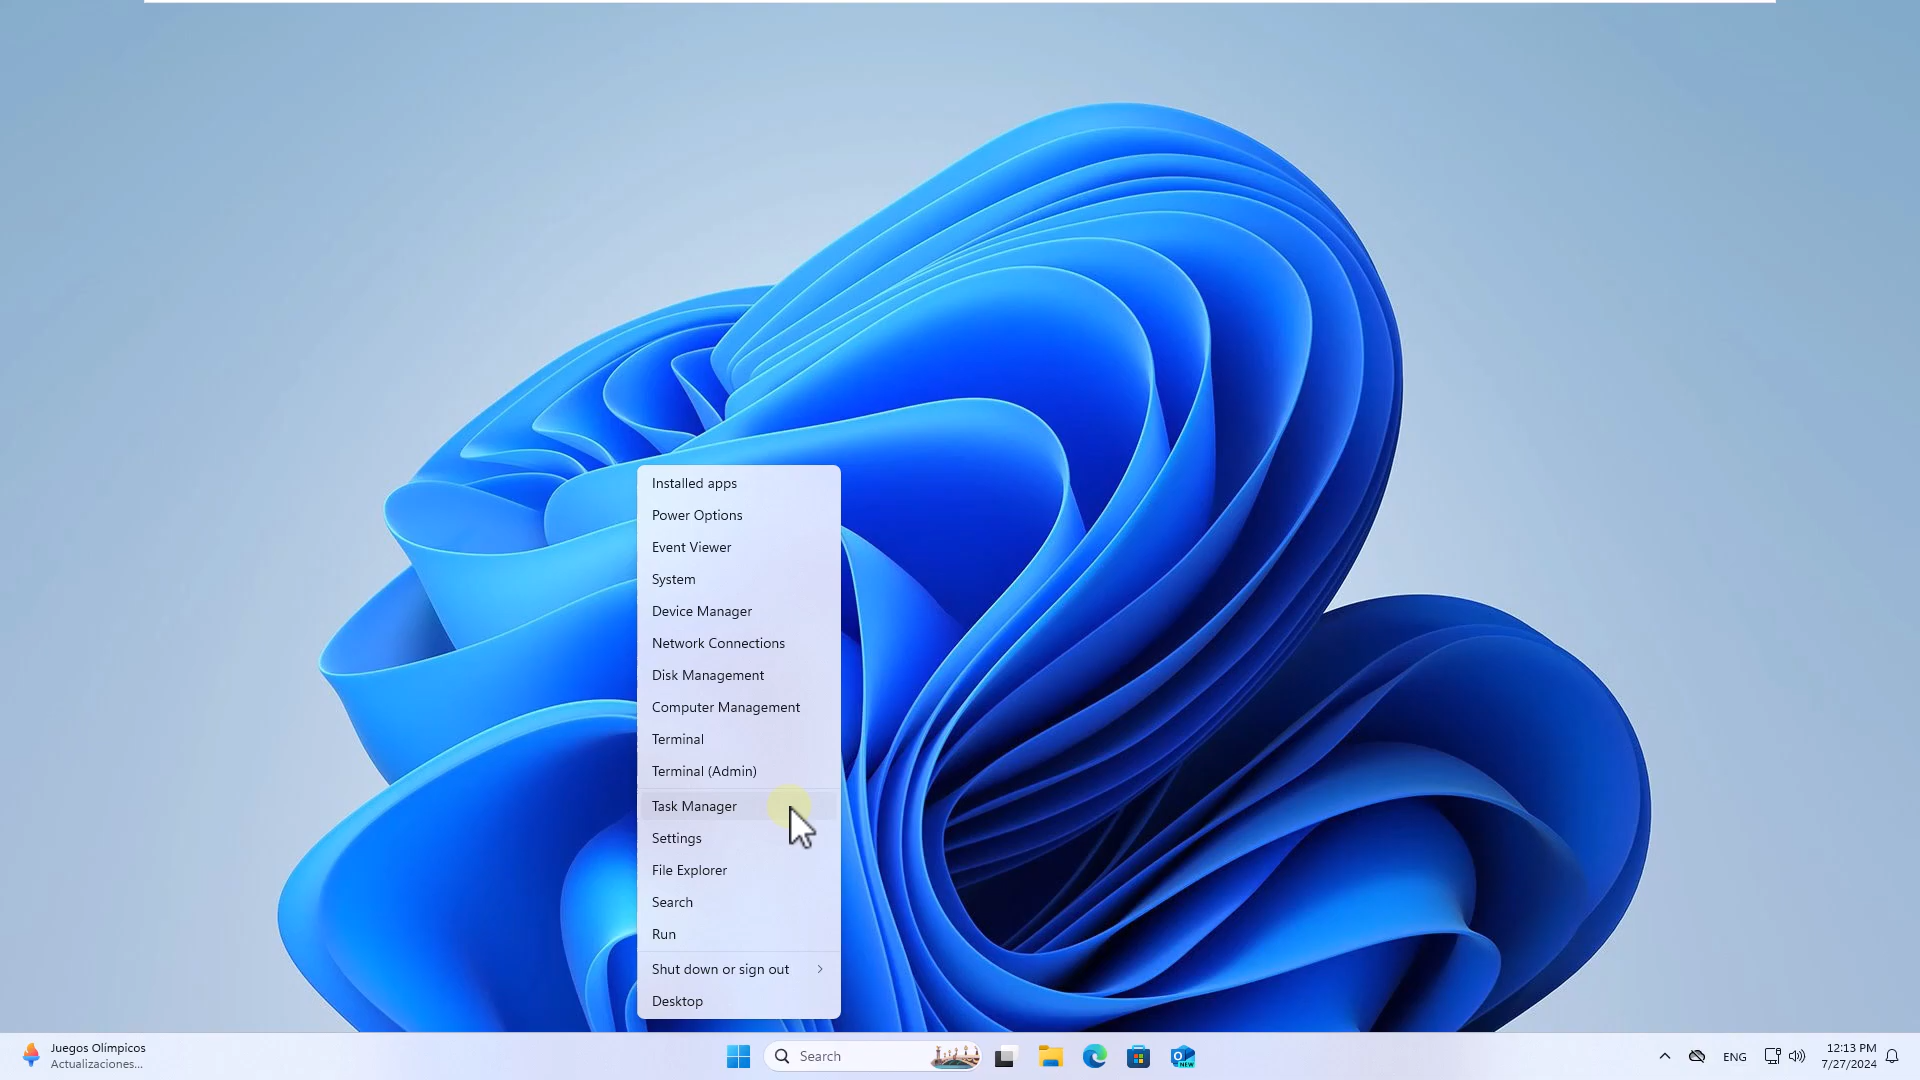 Installed apps
Power Options
Event Viewer
System
Device Manager
Network Connections
Disk Management
Computer Management
Terminal
Terminal (Admin)
Task Manager
Settings
File Explorer
Search
Run
Shut down or sign out
Desktop
Juegos Olímpicos
Actualizaciones...
Search
NEW
ENG
12:13 PM
7/27/2024